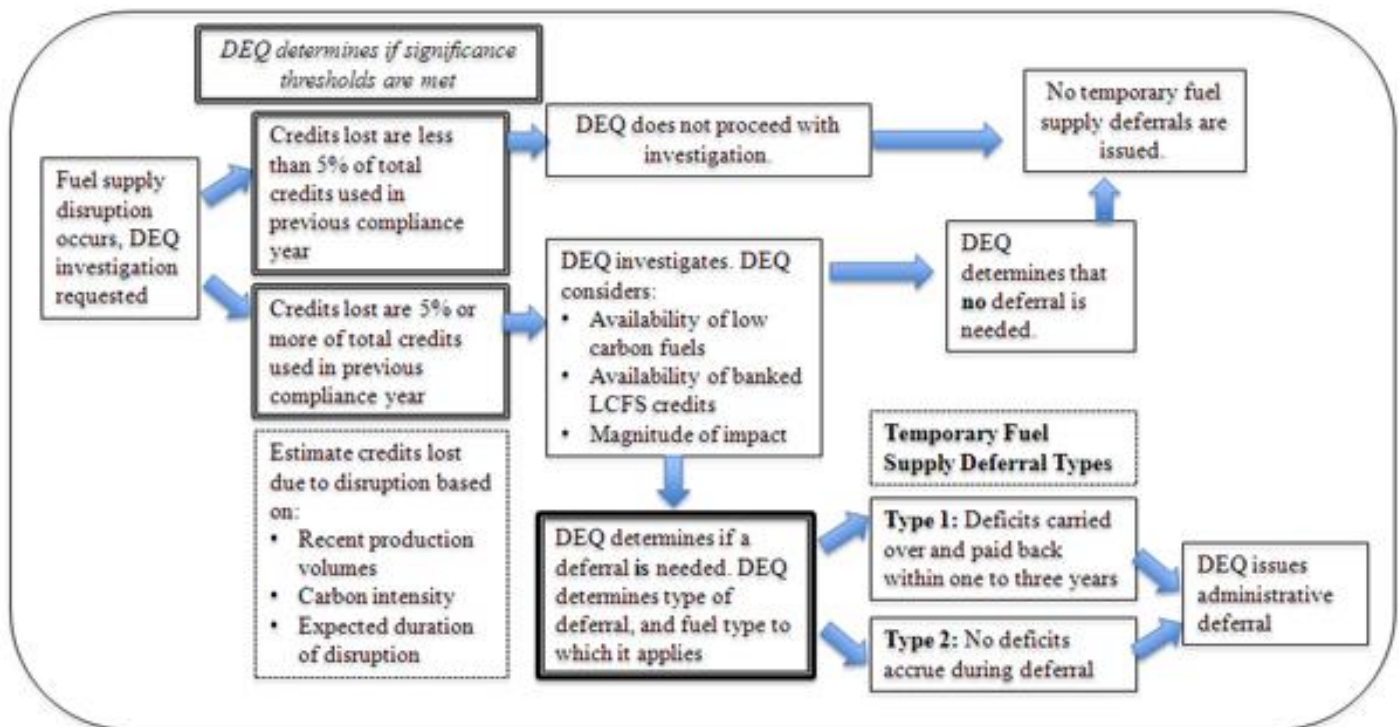 DEQ determines if significance
thresholds are met
Fuel supply
disruption
occurs, DEQ
investigation
requested
Credits lost are less
than 5% of total
credits used in
previous compliance
year
DEQ does not proceed with
investigation.
No temporary fuel
supply deferrals are
issued.
Credits lost are 5% or
more of total credits
used in previous
compliance year
DEQ investigates. DEQ
considers:
• Availability of low
carbon fuels
• Availability of banked
LCFS credits
• Magnitude of impact
DEQ
determines that
no deferral is
needed.
Estimate credits lost
due to disruption based
on:
• Recent production
volumes
• Carbon intensity
• Expected duration
of disruption
DEQ determines if a
deferral is needed. DEQ
determines type of
deferral, and fuel type to
which it applies
Temporary Fuel
Supply Deferral Types
Type 1: Deficits carried
over and paid back
within one to three years
Type 2: No deficits
accrue during deferral
DEQ issues
administrative
deferral